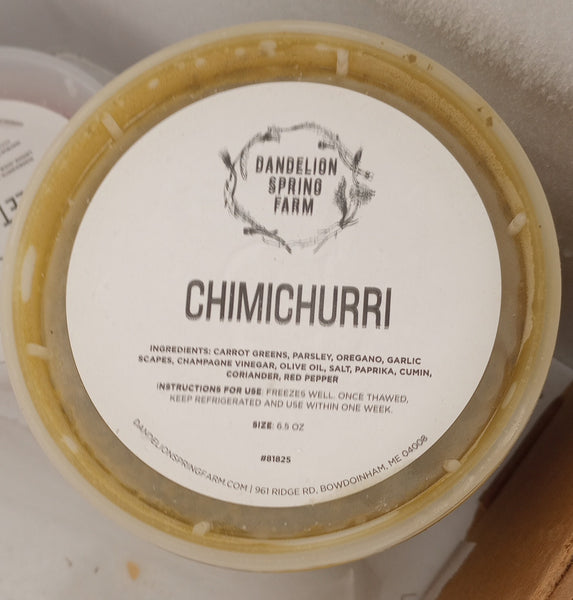 DANDELION
SPRING
FARM
CHIMICHURRI
INGREDIENTS: CARROT GREENS, PARSLEY, OREGANO, GARLIC
SCAPES, CHAMPAGNE VINEGAR, OLIVE OIL, SALT, PAPRIKA, CUMIN,
CORIANDER, RED PEPPER
INSTRUCTIONS FOR USE: FREEZES WELL. ONCE THAWED,
KEEP REFRIGERATED AND USE WITHIN ONE WEEK.
SIZE: 6.5 OZ
#81825
DANDELIONSPRINGFARM.COM | 961 RIDGE RD, BOWDOINHAM, ME 04008